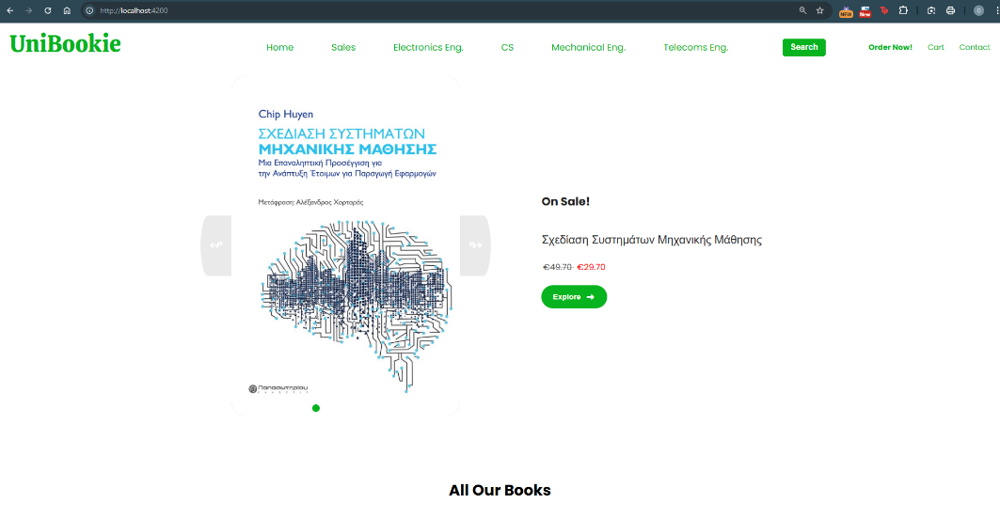 http://localhost:4200
NEW
New
UniBookie
Home Sales Electronics Eng. CS Mechanical Eng. Telecoms Eng. Search Order Now! Cart Contact
Chip Huyen
ΣΧΕΔΙΑΣΗ ΣΥΣΤΗΜΑΤΩΝ
ΜΗΧΑΝΙΚΗΣ ΜΑΘΗΣΗΣ
Μια Επαναληπτική Προσέγγιση για
την Ανάπτυξη Έτοιμων για Παραγωγή Εφαρμογών
Μετάφραση: Αλέξανδρος Χορταράς
Παπασωτηρίου
On Sale!
Σχεδίαση Συστημάτων Μηχανικής Μάθησης
€49.70 €29.70
Explore →
All Our Books